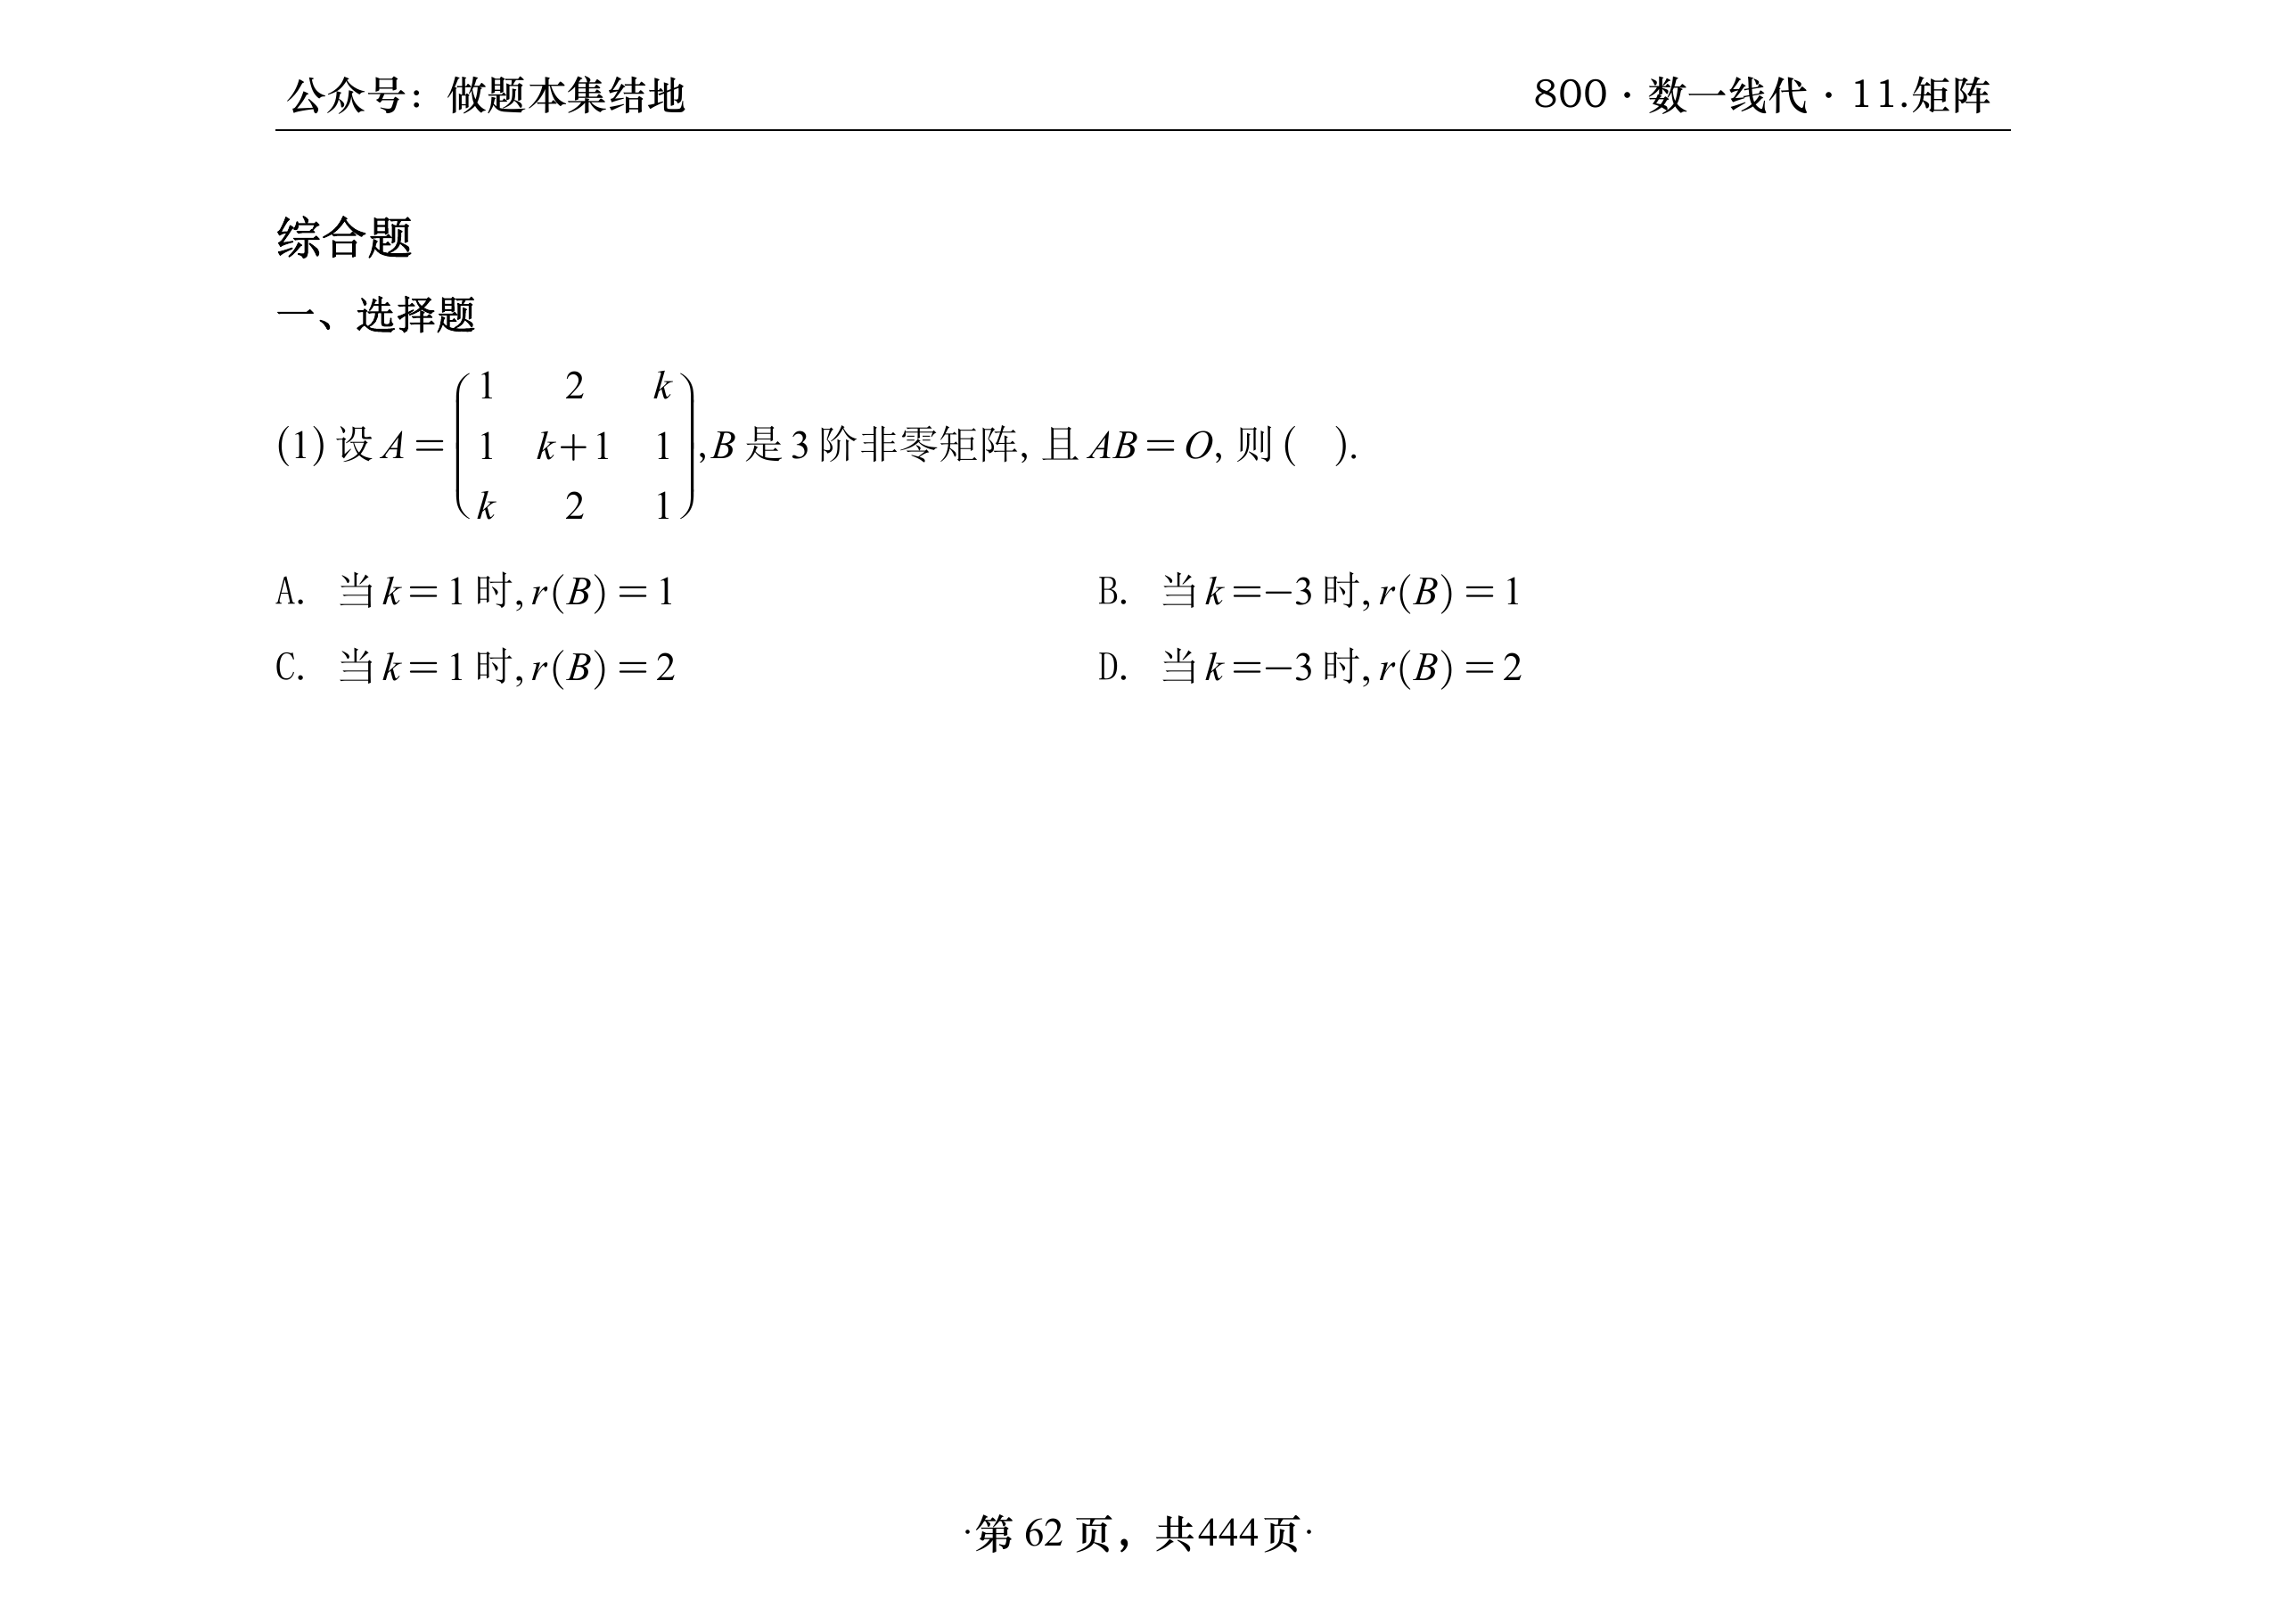 公众号：做题本集结地
800·数一线代·11.矩阵
综合题
一、选择题
(1) 设 A = \begin{pmatrix} 1 & 2 & k \\ 1 & k+1 & 1 \\ k & 2 & 1 \end{pmatrix}, B 是 3 阶非零矩阵, 且 AB = O, 则 (   ).
A. 当 k = 1 时, r(B) = 1
B. 当 k = -3 时, r(B) = 1
C. 当 k = 1 时, r(B) = 2
D. 当 k = -3 时, r(B) = 2
·第 62 页，共444页·